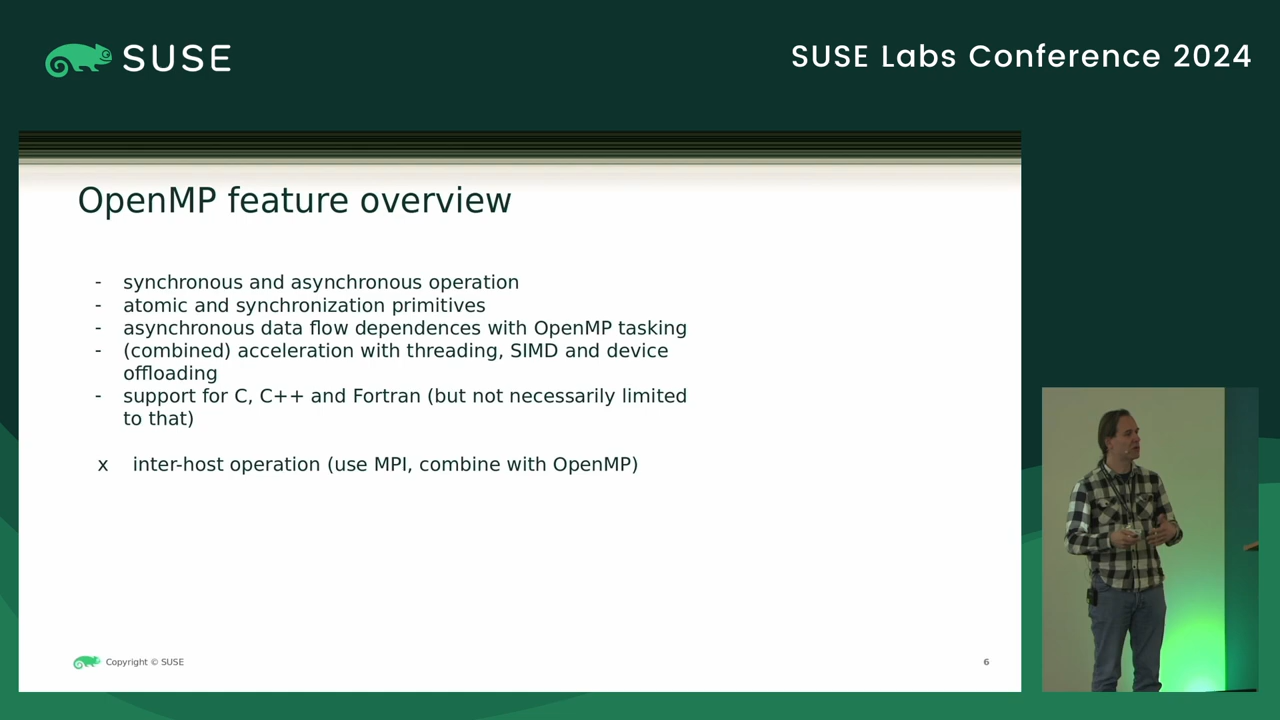 SUSE
SUSE Labs Conference 2024
OpenMP feature overview
- synchronous and asynchronous operation
- atomic and synchronization primitives
- asynchronous data flow dependences with OpenMP tasking
- (combined) acceleration with threading, SIMD and device
offloading
- support for C, C++ and Fortran (but not necessarily limited
to that)
x inter-host operation (use MPI, combine with OpenMP)
Copyright © SUSE
6